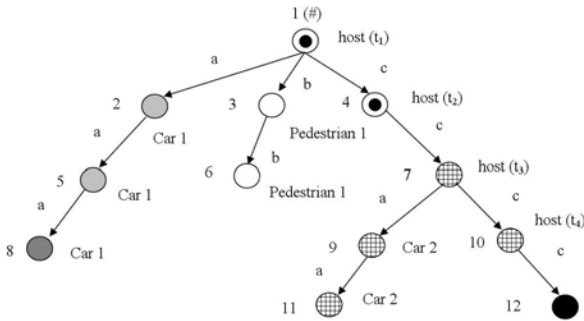 1 (#)
host (t₁)
a
b
c
2
3
4
host (t₂)
Car 1
Pedestrian 1
a
b
c
5
6
7
host (t₃)
Car 1
Pedestrian 1
a
a
c
host (t₄)
8
Car 1
9
Car 2
10
a
c
11
Car 2
12